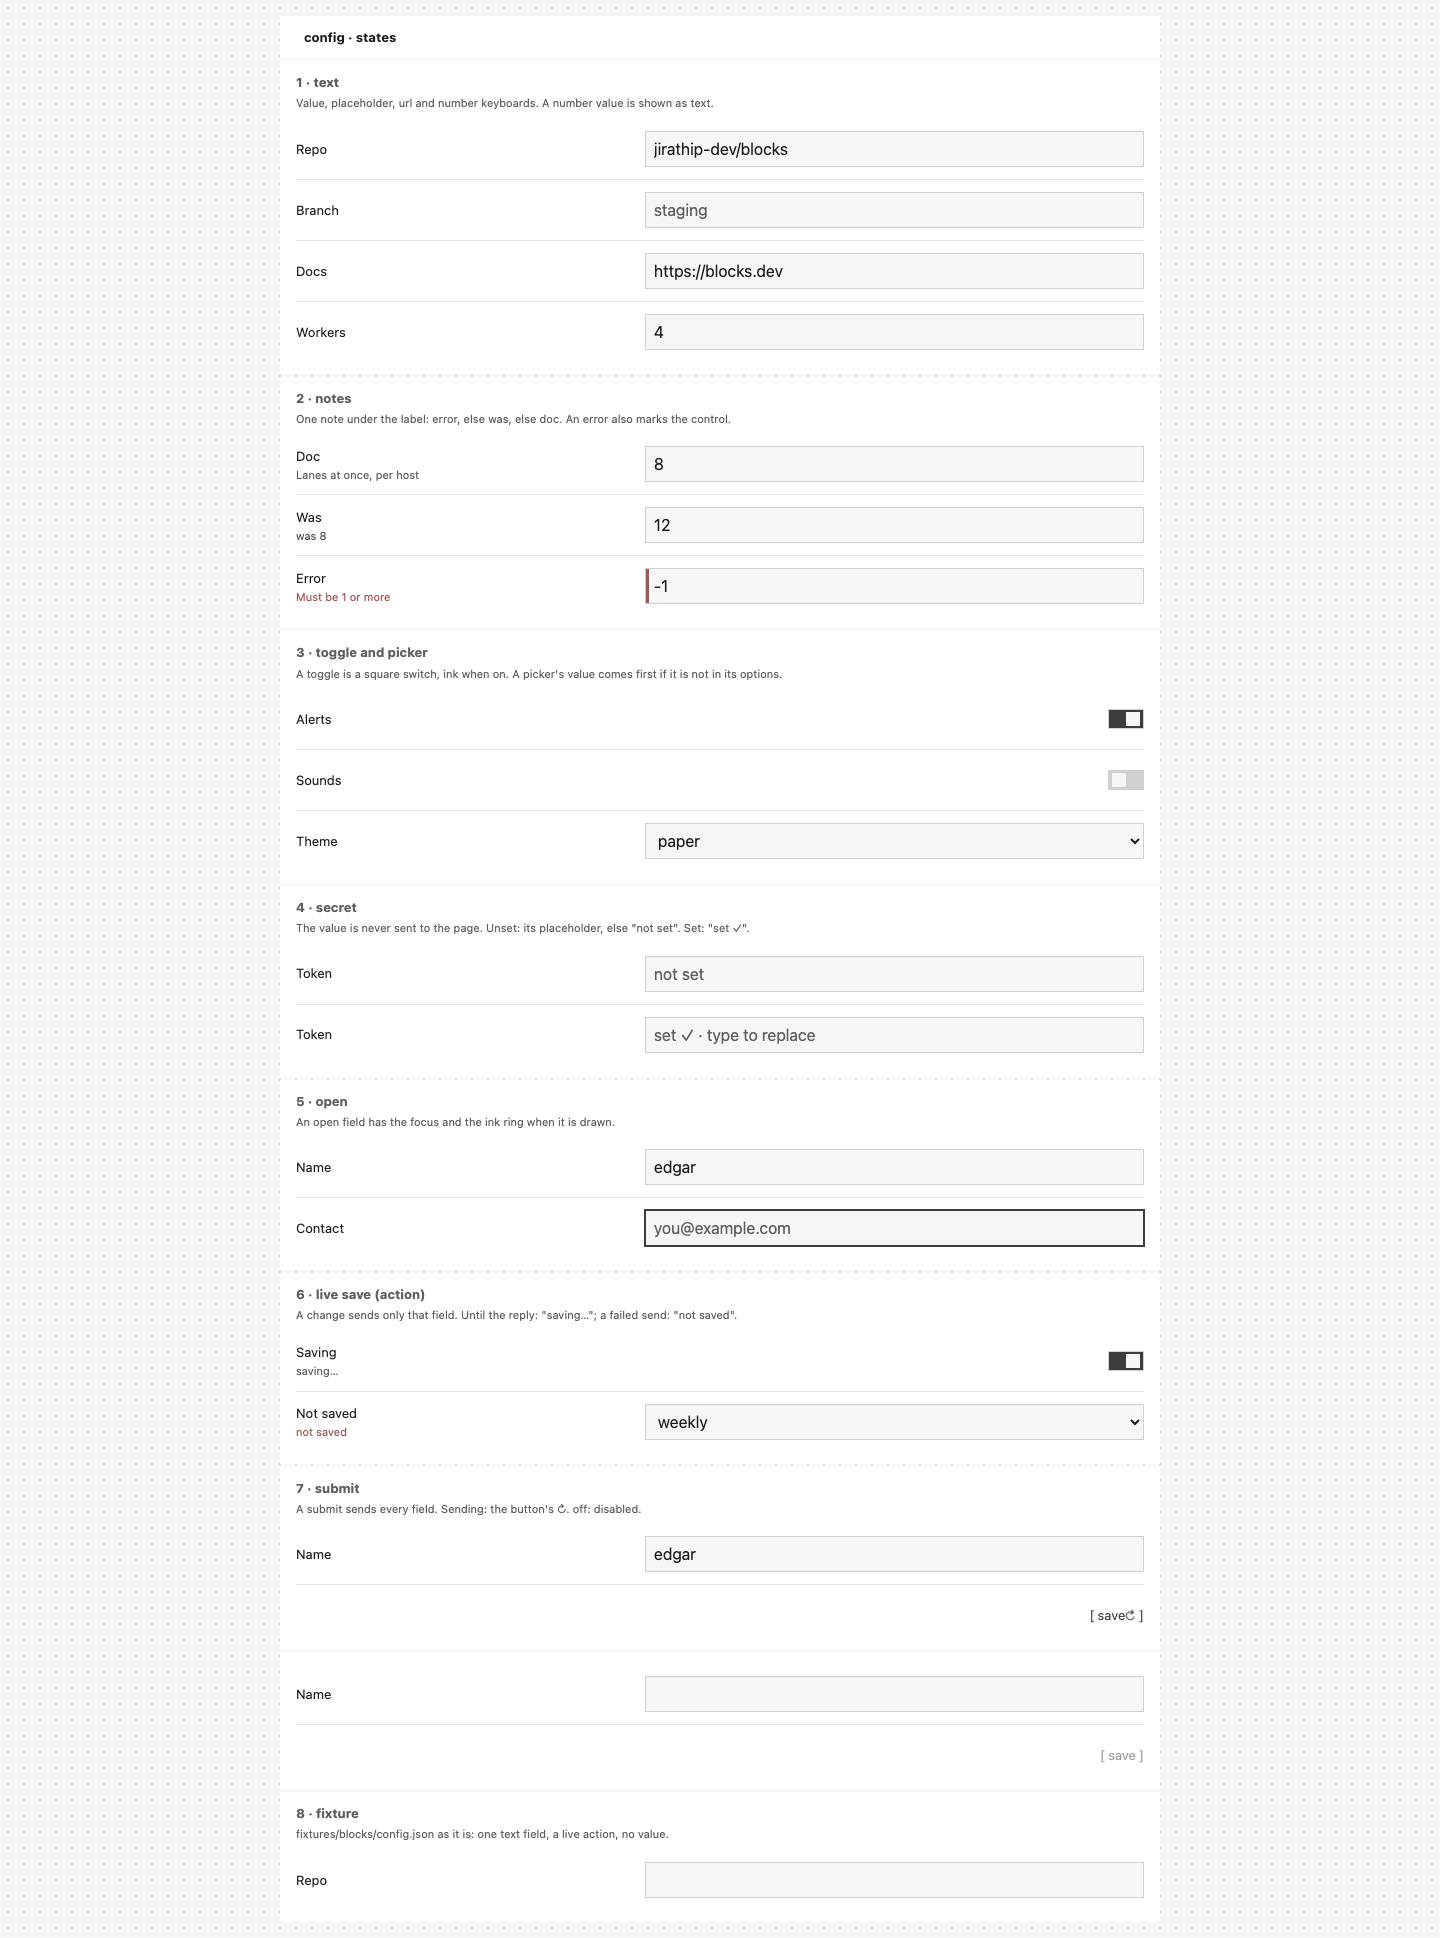 config · states
1 · text
Value, placeholder, url and number keyboards. A number value is shown as text.
Repo
jirathip-dev/blocks
Branch
staging
Docs
https://blocks.dev
Workers
4
2 · notes
One note under the label: error, else was, else doc. An error also marks the control.
Doc
Lanes at once, per host
8
Was
was 8
12
Error
Must be 1 or more
-1
3 · toggle and picker
A toggle is a square switch, ink when on. A picker's value comes first if it is not in its options.
Alerts
Sounds
Theme
paper
4 · secret
The value is never sent to the page. Unset: its placeholder, else "not set". Set: "set ✓".
Token
not set
Token
set ✓ · type to replace
5 · open
An open field has the focus and the ink ring when it is drawn.
Name
edgar
Contact
you@example.com
6 · live save (action)
A change sends only that field. Until the reply: "saving…"; a failed send: "not saved".
Saving
saving…
Not saved
not saved
weekly
7 · submit
A submit sends every field. Sending: the button's ↻. off: disabled.
Name
edgar
[ save↻ ]
Name
[ save ]
8 · fixture
fixtures/blocks/config.json as it is: one text field, a live action, no value.
Repo